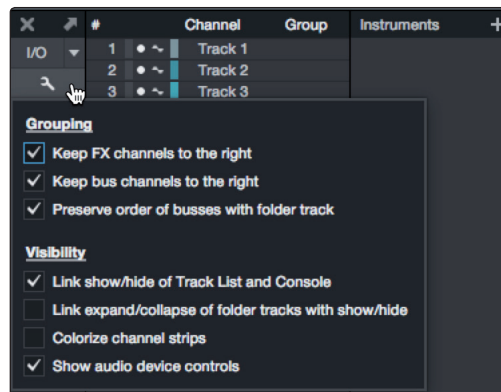 # Channel Group Instruments
I/O 1 Track 1
2 Track 2
3 Track 3
Grouping
Keep FX channels to the right
Keep bus channels to the right
Preserve order of busses with folder track
Visibility
Link show/hide of Track List and Console
Link expand/collapse of folder tracks with show/hide
Colorize channel strips
Show audio device controls